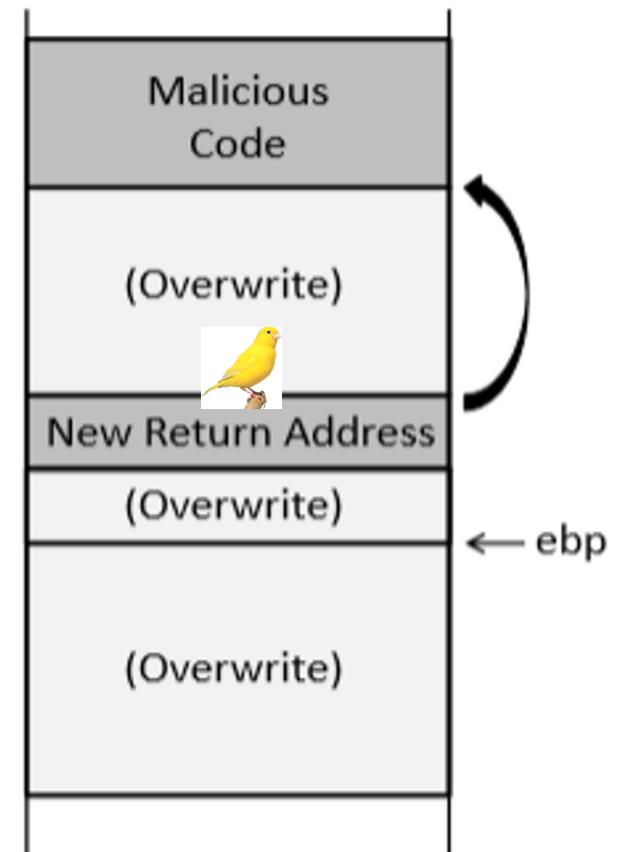 Malicious
Code
(Overwrite)
New Return Address
(Overwrite)
ebp
(Overwrite)